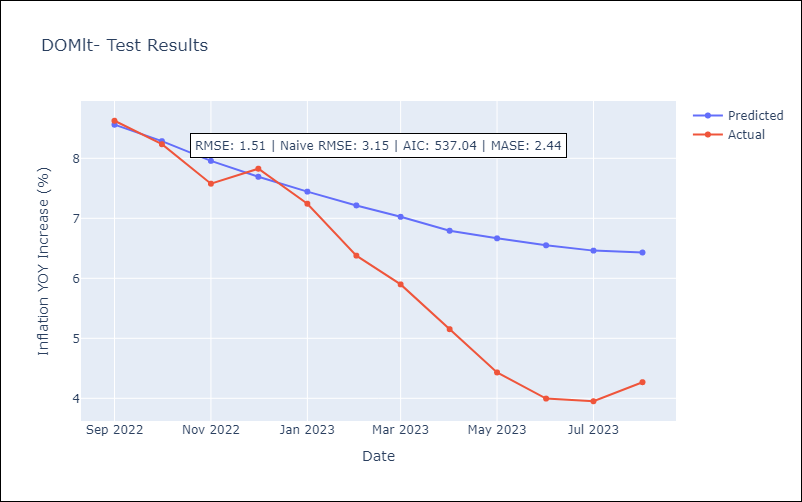 DOMlt- Test Results
Predicted
Actual
RMSE: 1.51 | Naive RMSE: 3.15 | AIC: 537.04 | MASE: 2.44
Inflation YOY Increase (%)
8
7
6
5
4
Sep 2022 Nov 2022 Jan 2023 Mar 2023 May 2023 Jul 2023
Date